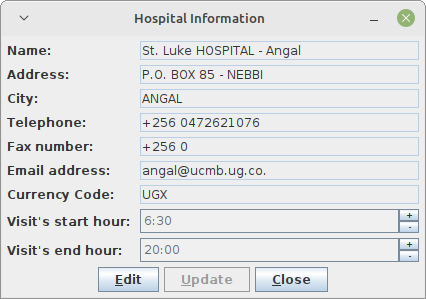 Hospital Information
Name: St. Luke HOSPITAL - Angal
Address: P.O. BOX 85 - NEBBI
City: ANGAL
Telephone: +256 0472621076
Fax number: +256 0
Email address: angal@ucmb.ug.co.
Currency Code: UGX
Visit's start hour: 6:30 + -
Visit's end hour: 20:00 + -
Edit Update Close